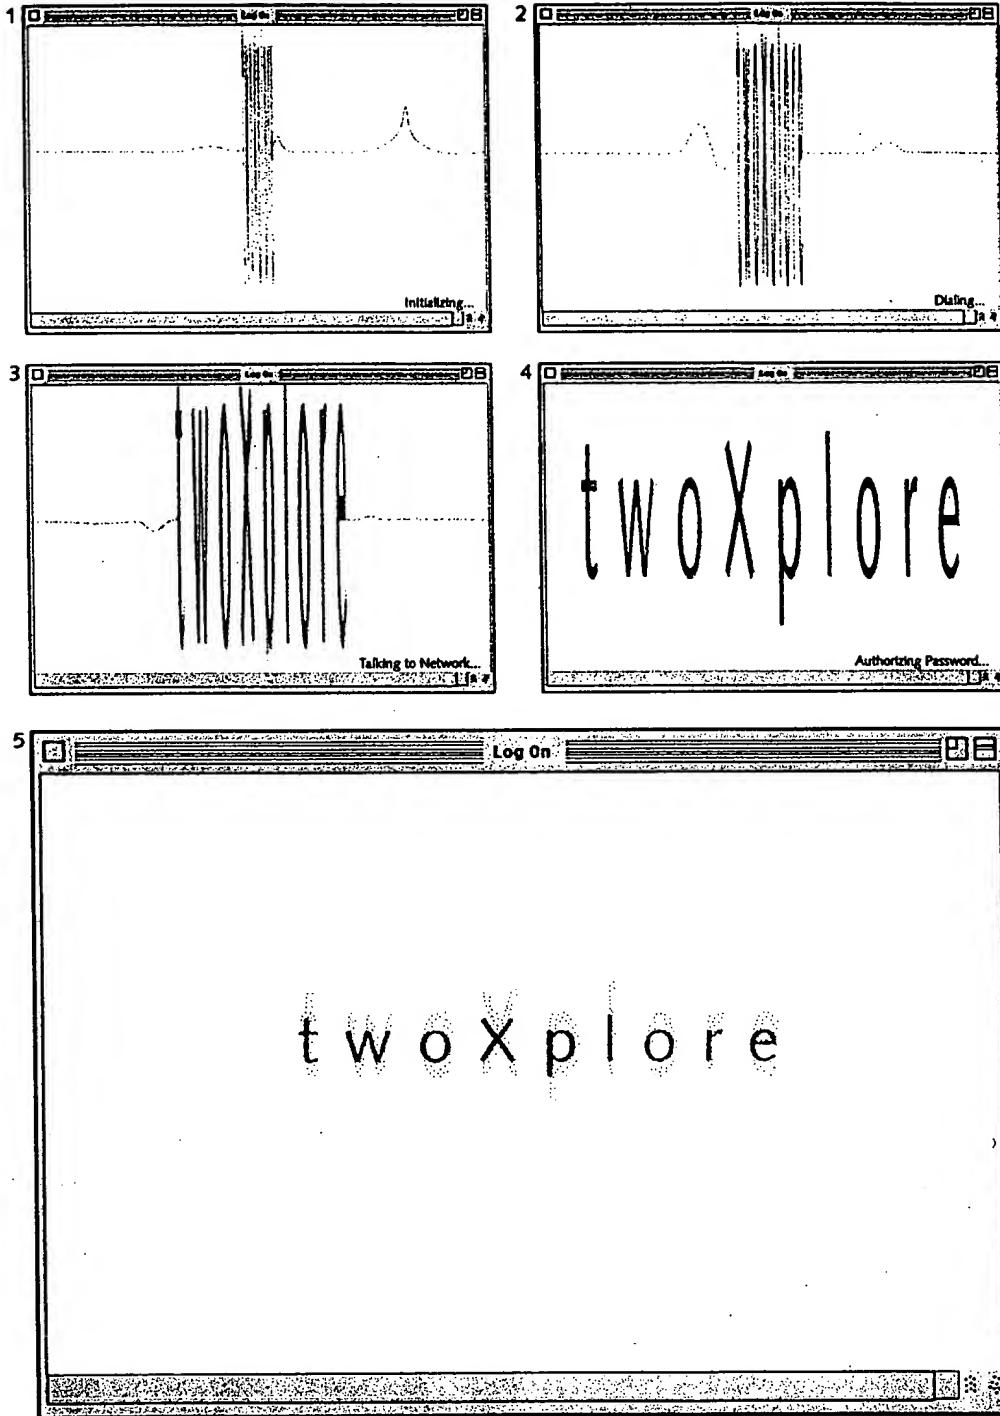 1
Log On
Initializing...
2
Log On
Dialing...
3
Log On
twoXplore
Talking to Network...
4
Log On
twoXplore
Authorizing Password...
5
Log On
twoXplore